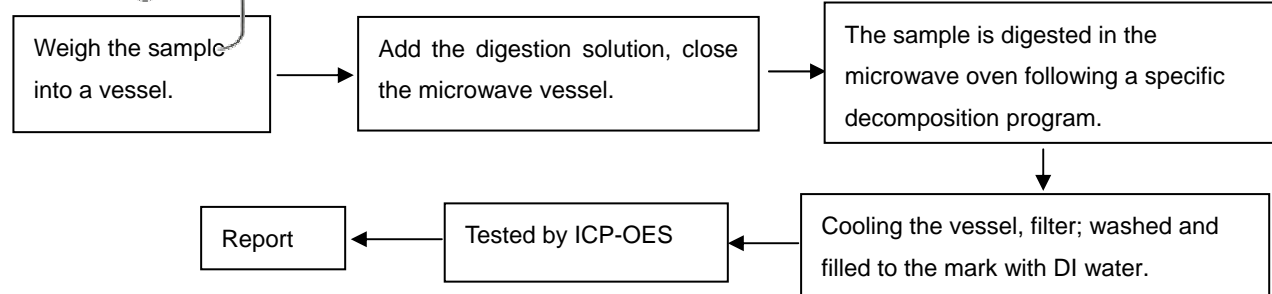 Weigh the sample
into a vessel.
Add the digestion solution, close
the microwave vessel.
The sample is digested in the
microwave oven following a specific
decomposition program.
Cooling the vessel, filter; washed and
filled to the mark with DI water.
Tested by ICP-OES
Report